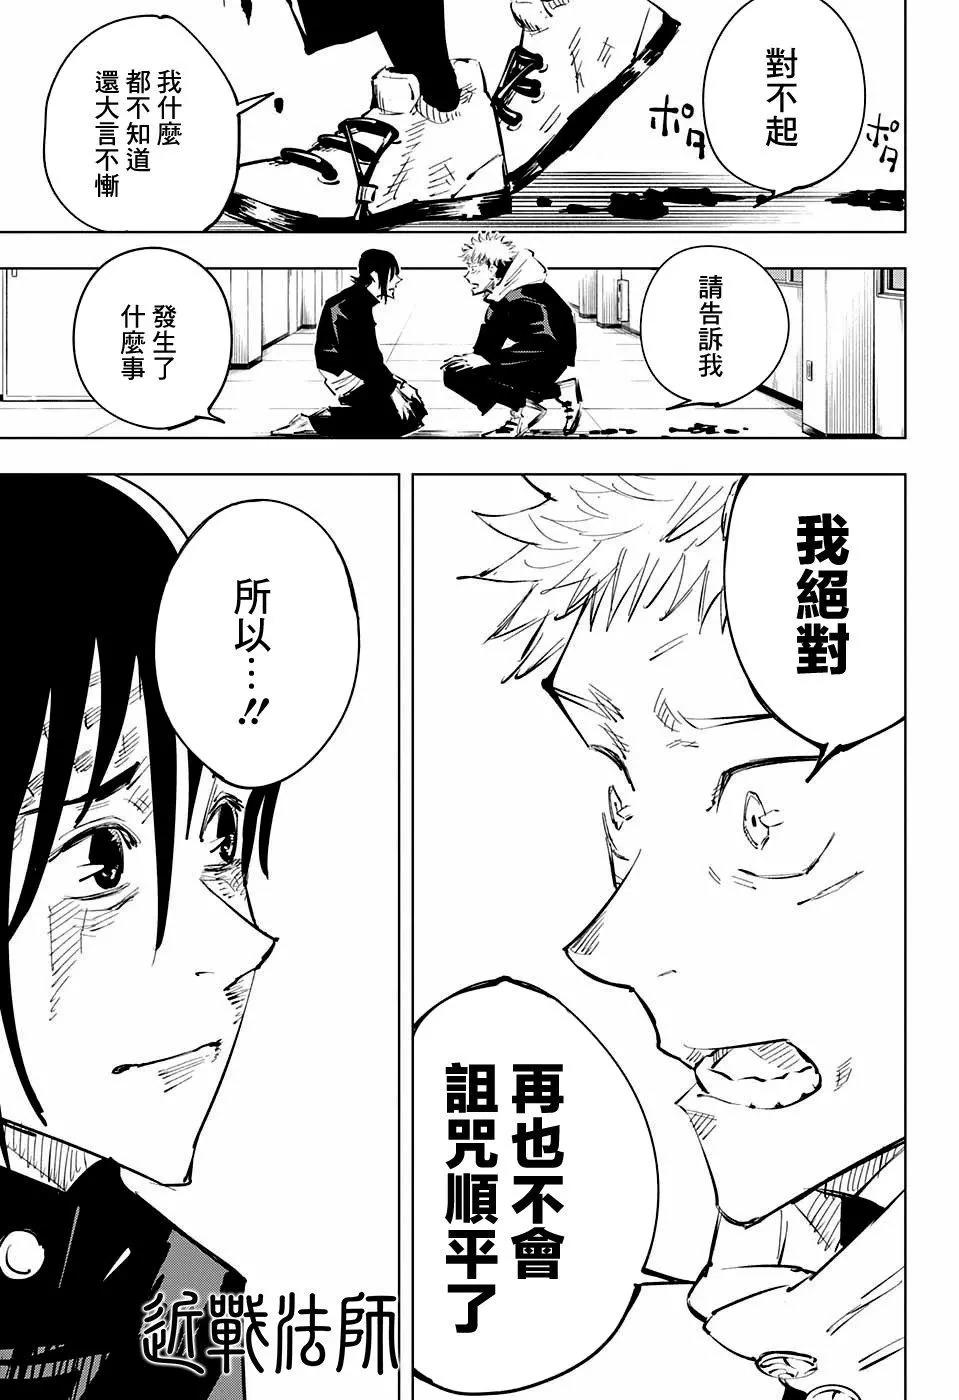 對不起
我什麼
都不知道
還大言不慚
ポタ
ポタ
請告訴我
發生了
什麼事
我絕對
再也不會
詛咒順平了
所以…!!
近戰法師